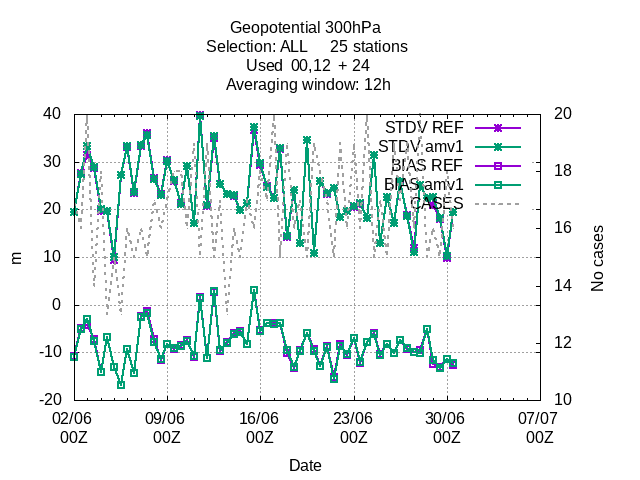 Geopotential 300hPa
Selection: ALL 25 stations
Used 00,12 + 24
Averaging window: 12h
40
30
20
10
0
-10
-20
m
20
18
16
14
12
10
No cases
STDV REF
STDV amv1
BIAS REF
BIAS amv1
CASES
02/06 09/06 16/06 23/06 30/06 07/07
00Z 00Z 00Z 00Z 00Z 00Z
Date